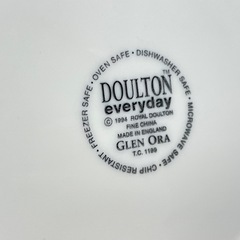 OVEN SAFE • DISHWASHER SAFE • MICROWAVE SAFE • CHIP RESISTANT • FREEZER SAFE •
DOULTON™
everyday
© 1994 ROYAL DOULTON
FINE CHINA
MADE IN ENGLAND
GLEN ORA
T.C. 1199